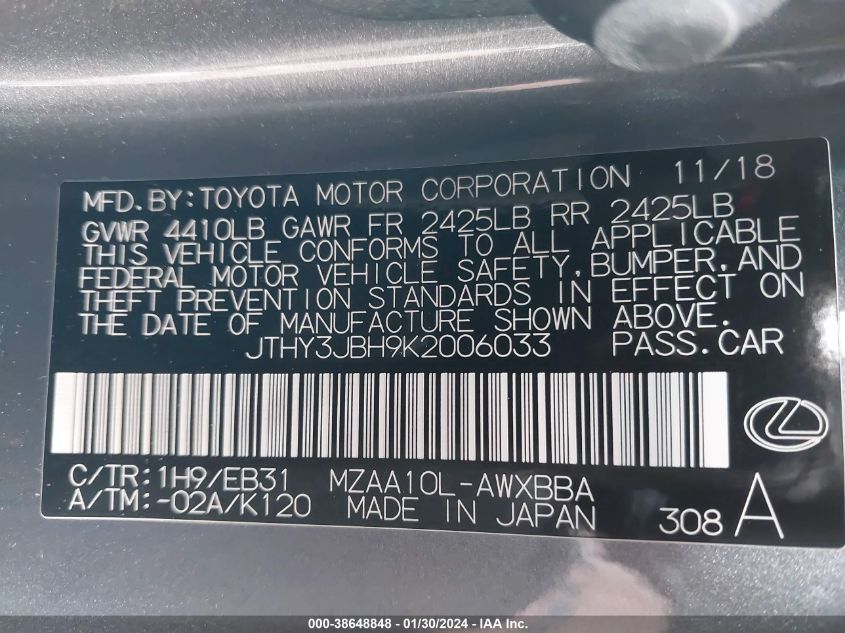 MFD. BY: TOYOTA MOTOR CORPORATION 11/18
GVWR 4410LB GAWR FR 2425LB RR 2425LB
THIS VEHICLE CONFORMS TO ALL APPLICABLE
FEDERAL MOTOR VEHICLE SAFETY, BUMPER, AND
THEFT PREVENTION STANDARDS IN EFFECT ON
THE DATE OF MANUFACTURE SHOWN ABOVE.
JTHY3JBH9K2006033 PASS.CAR
C/TR: 1H9/EB31 MZAA10L-AWXBBA
A/TM: -02A/K120 MADE IN JAPAN 308 A
000-38648848 - 01/30/2024 - IAA Inc.